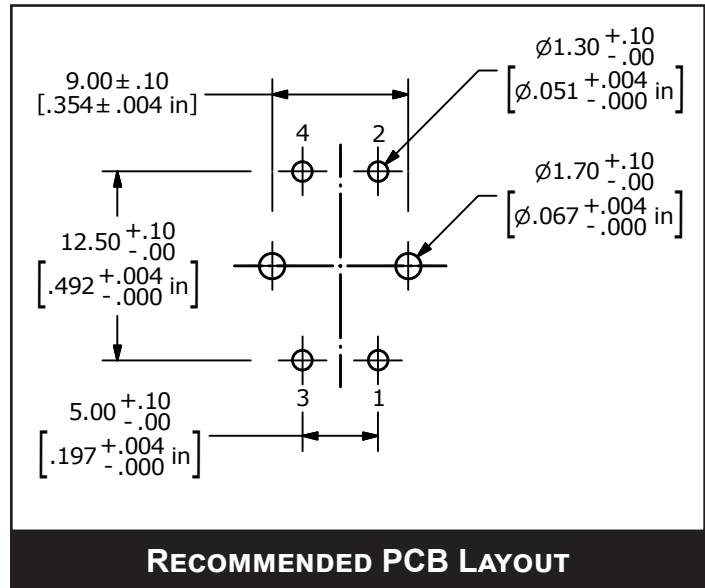 9.00± .10
[.354± .004 in]
Ø1.30 +.10 -.00
[Ø.051 +.004 -.000 in]
4 2
Ø1.70 +.10 -.00
[Ø.067 +.004 -.000 in]
12.50 +.10 -.00
[.492 +.004 -.000 in]
3 1
5.00 +.10 -.00
[.197 +.004 -.000 in]
RECOMMENDED PCB LAYOUT